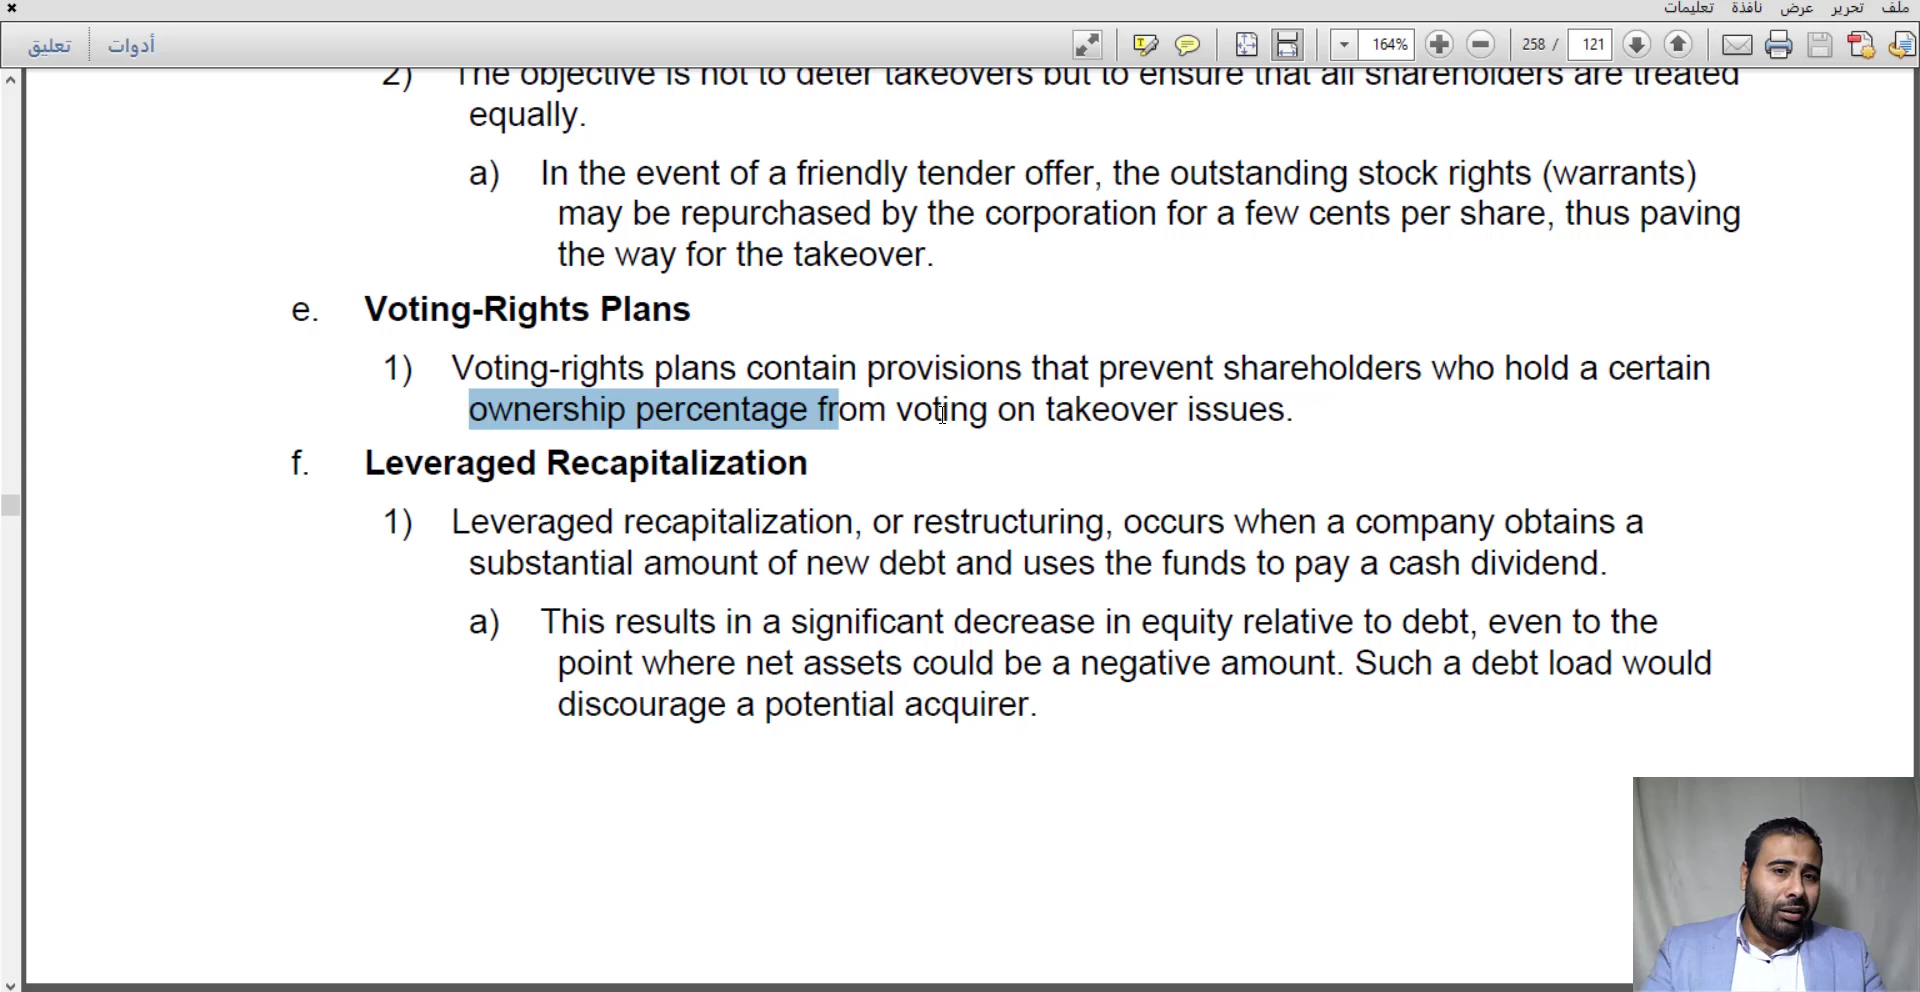 ملف تحرير عرض نافذة تعليمات
258 / 121 164% أدوات تعليق
2) The objective is not to deter takeovers but to ensure that all shareholders are treated
equally.
a) In the event of a friendly tender offer, the outstanding stock rights (warrants)
may be repurchased by the corporation for a few cents per share, thus paving
the way for the takeover.
e. Voting-Rights Plans
1) Voting-rights plans contain provisions that prevent shareholders who hold a certain
ownership percentage from voting on takeover issues.
f. Leveraged Recapitalization
1) Leveraged recapitalization, or restructuring, occurs when a company obtains a
substantial amount of new debt and uses the funds to pay a cash dividend.
a) This results in a significant decrease in equity relative to debt, even to the
point where net assets could be a negative amount. Such a debt load would
discourage a potential acquirer.